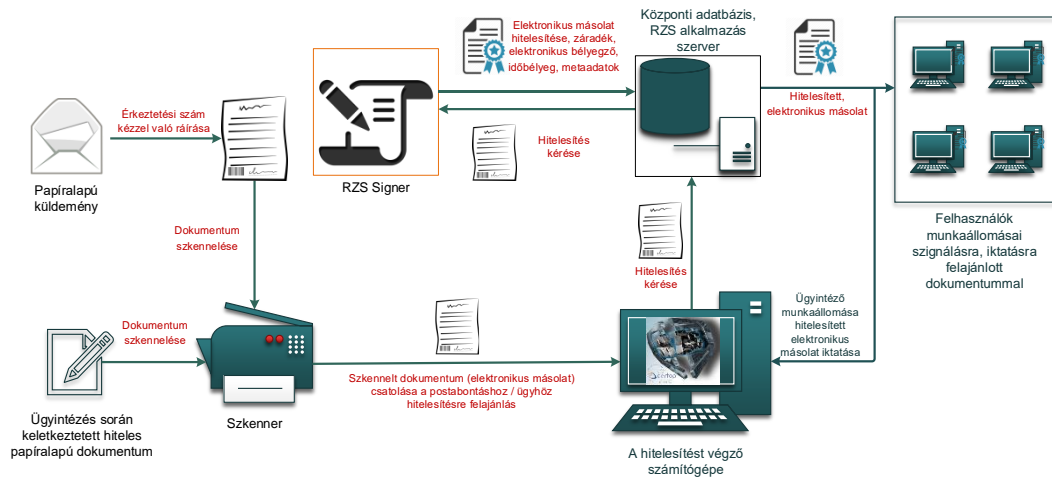 Elektronikus másolat
hitelesítése, záradék,
elektronikus bélyegző,
időbélyeg, metaadatok
Központi adatbázis,
RZS alkalmazás
szerver
Érkeztetési szám
kézzel való ráírása
Hitelesítés
kérése
Hitelesített,
elektronikus másolat
Papíralapú
küldemény
RZS Signer
Felhasználók
munkaállomásai
szignálásra, iktatásra
felajánlott
dokumentummal
Dokumentum
szkennelése
Hitelesítés
kérése
Ügyintéző
munkaállomása
hitelesített
elektronikus
másolat iktatása
Dokumentum
szkennelése
Szkennelt dokumentum (elektronikus másolat)
csatolása a postabontáshoz / ügyhöz
hitelesítésre felajánlás
Ügyintézés során
keletkeztetett hiteles
papíralapú dokumentum
Szkenner
A hitelesítést végző
számítógépe